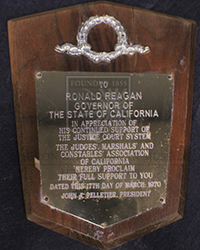 FOUNDED 1855
TO
RONALD REAGAN
GOVERNOR OF
THE STATE OF CALIFORNIA
IN APPRECIATION OF
HIS CONTINUED SUPPORT OF
THE JUSTICE COURT SYSTEM
THE JUDGES', MARSHALS' AND
CONSTABLES' ASSOCIATION
OF CALIFORNIA
HEREBY PROCLAIM
THEIR FULL SUPPORT TO YOU
DATED THIS 17TH DAY OF MARCH, 1970
JOHN A. PELLETIER, PRESIDENT